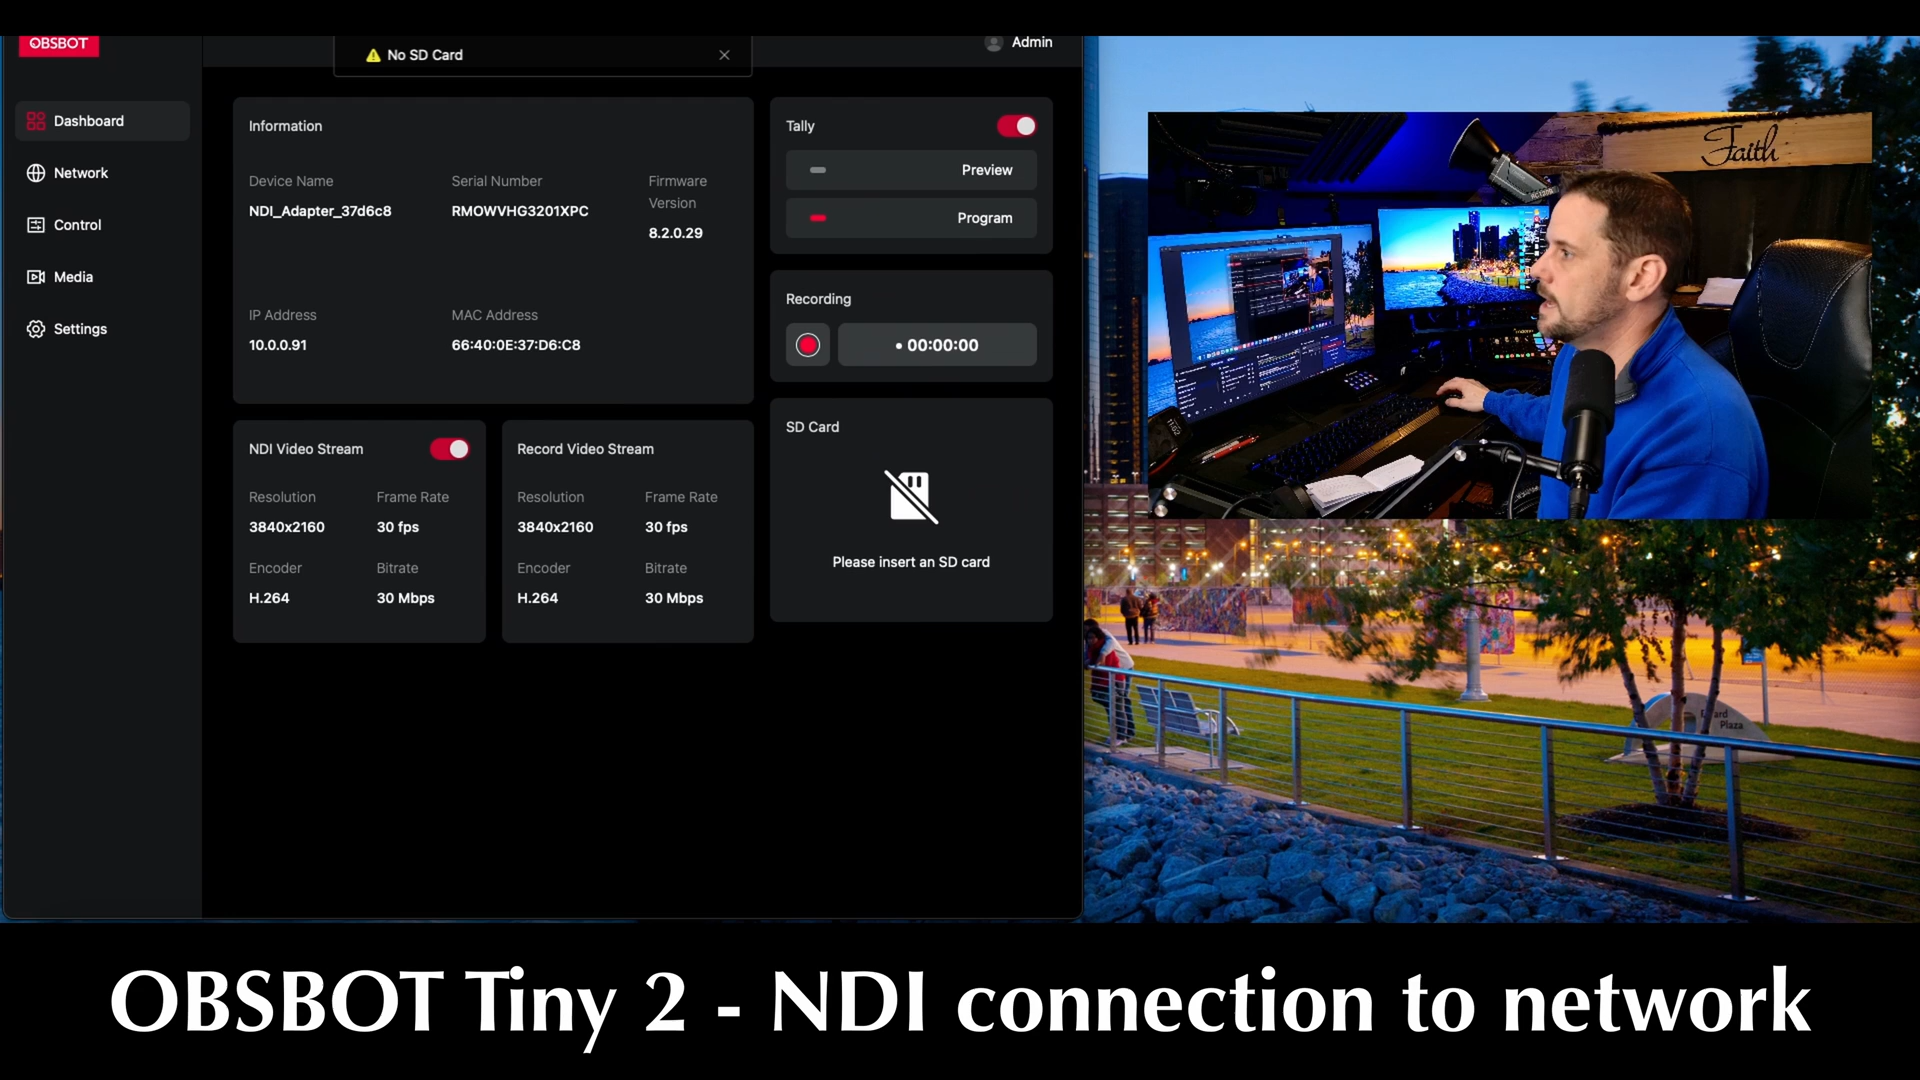 OBSBOT
No SD Card
Admin
Dashboard
Network
Control
Media
Settings
Information
Device Name
NDI_Adapter_37d6c8
Serial Number
RMOWVHG3201XPC
Firmware
Version
8.2.0.29
IP Address
10.0.0.91
MAC Address
66:40:0E:37:D6:C8
Tally
Preview
Program
Recording
• 00:00:00
NDI Video Stream
Resolution
Frame Rate
3840x2160
30 fps
Encoder
Bitrate
H.264
30 Mbps
Record Video Stream
Resolution
Frame Rate
3840x2160
30 fps
Encoder
Bitrate
H.264
30 Mbps
SD Card
Please insert an SD card
Faith
Plaza
OBSBOT Tiny 2 - NDI connection to network